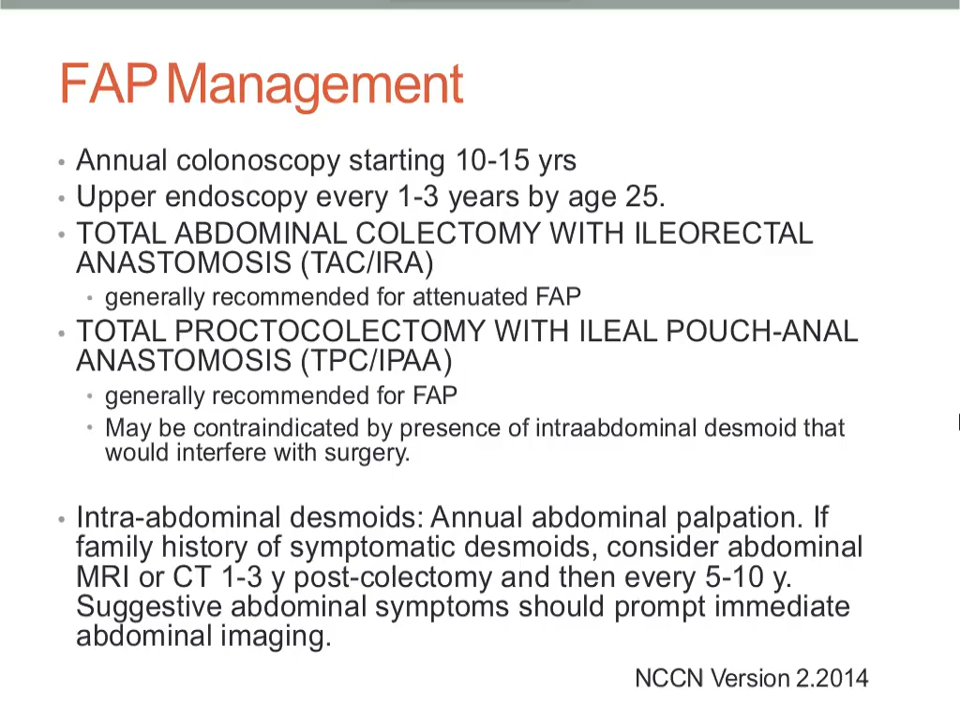 FAP Management
• Annual colonoscopy starting 10-15 yrs
• Upper endoscopy every 1-3 years by age 25.
• TOTAL ABDOMINAL COLECTOMY WITH ILEORECTAL
ANASTOMOSIS (TAC/IRA)
• generally recommended for attenuated FAP
• TOTAL PROCTOCOLECTOMY WITH ILEAL POUCH-ANAL
ANASTOMOSIS (TPC/IPAA)
• generally recommended for FAP
• May be contraindicated by presence of intraabdominal desmoid that
would interfere with surgery.
• Intra-abdominal desmoids: Annual abdominal palpation. If
family history of symptomatic desmoids, consider abdominal
MRI or CT 1-3 y post-colectomy and then every 5-10 y.
Suggestive abdominal symptoms should prompt immediate
abdominal imaging.
NCCN Version 2.2014